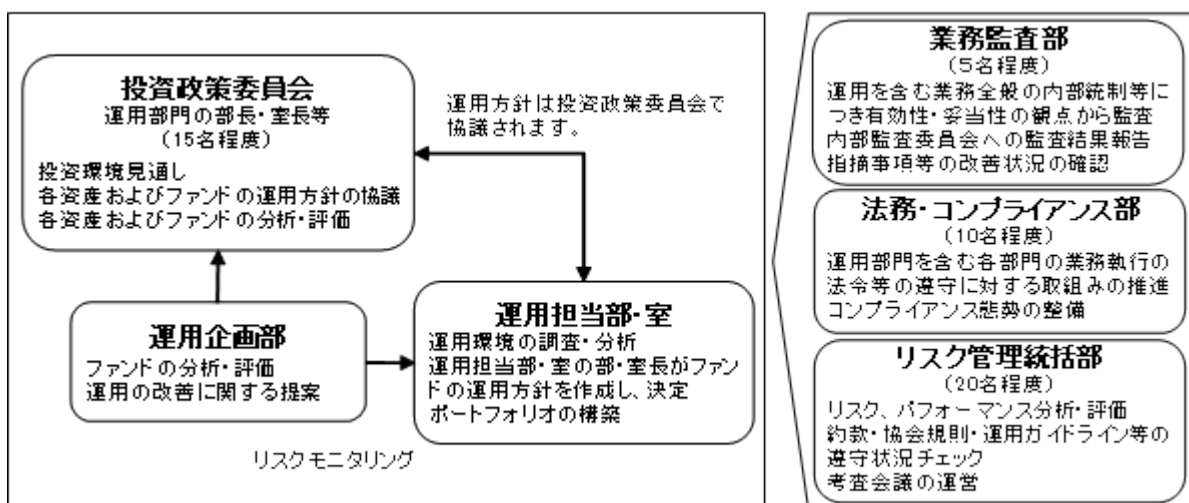 投資政策委員会
運用部門の部長・室長等
(15名程度)
投資環境見通し
各資産およびファンドの運用方針の協議
各資産およびファンドの分析・評価
運用方針は投資政策委員会で
協議されます。
運用企画部
ファンドの分析・評価
運用の改善に関する提案
運用担当部・室
運用環境の調査・分析
運用担当部・室の部・室長がファン
ドの運用方針を作成し、決定
ポートフォリオの構築
リスクモニタリング
業務監査部
(5名程度)
運用を含む業務全般の内部統制等に
つき有効性・妥当性の観点から監査
内部監査委員会への監査結果報告
指摘事項等の改善状況の確認
法務・コンプライアンス部
(10名程度)
運用部門を含む各部門の業務執行の
法令等の遵守に対する取組みの推進
コンプライアンス態勢の整備
リスク管理統括部
(20名程度)
リスク、パフォーマンス分析・評価
約款・協会規則・運用ガイドライン等の
遵守状況チェック
考査会議の運営